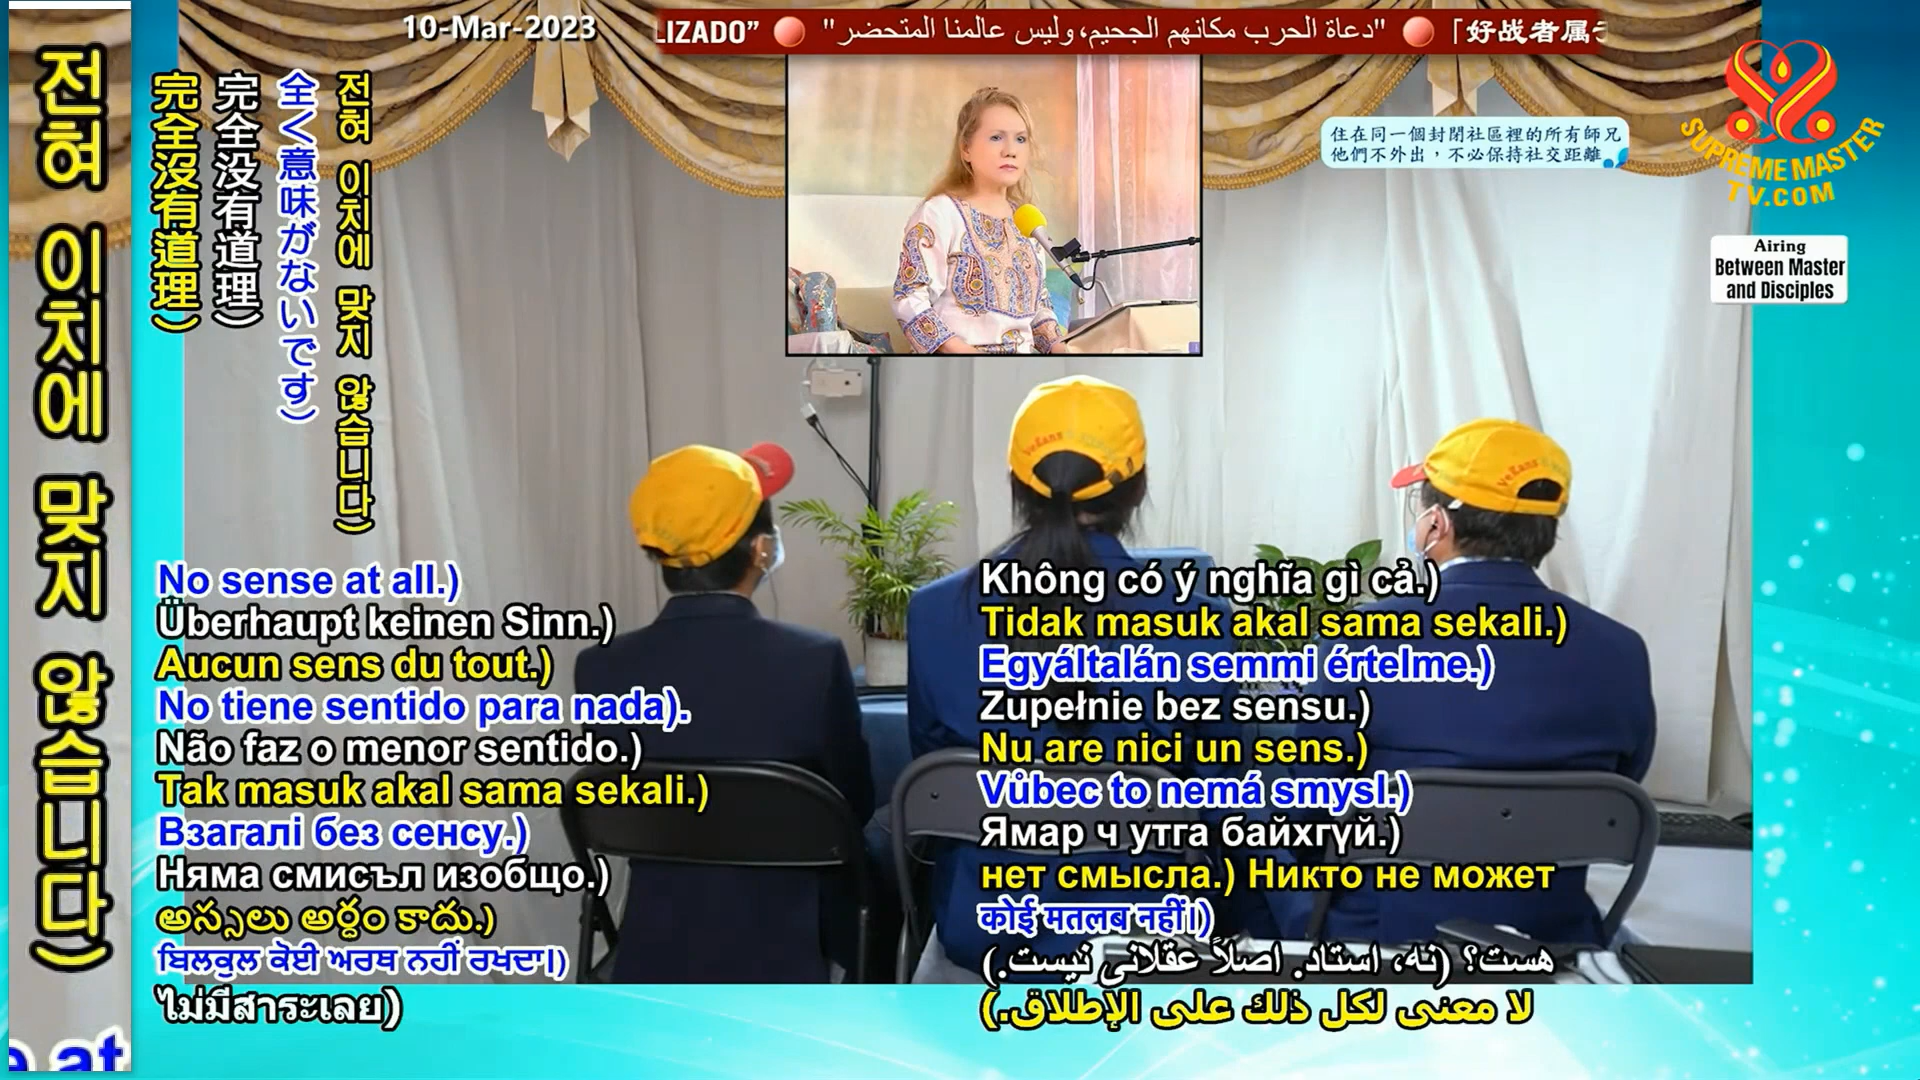 10-Mar-2023
LIZADO” 🔴 "دعاة الحرب مكانهم الجحيم، وليس عالمنا المتحضر" 🔴「好战者属于
住在同一個封閉社區裡的所有師兄
他們不外出，不必保持社交距離
SUPREME MASTER
TV.COM
Airing
Between Master
and Disciples
전혀 이치에 맞지 않습니다)
전혀 이치에 맞지 않습니다)
全く意味がないです)
完全没有道理)
完全沒有道理)
No sense at all.)
Überhaupt keinen Sinn.)
Aucun sens du tout.)
No tiene sentido para nada).
Não faz o menor sentido.)
Tak masuk akal sama sekali.)
Взагалі без сенсу.)
Няма смисъл изобщо.)
అస్సలు అర్థం కాదు.)
ਬਿਲਕੁਲ ਕੋਈ ਅਰਥ ਨਹੀਂ ਰਖਦਾ।)
ไม่มีสาระเลย)
Không có ý nghĩa gì cả.)
Tidak masuk akal sama sekali.)
Egyáltalán semmi értelme.)
Zupełnie bez sensu.)
Nu are nici un sens.)
Vůbec to nemá smysl.)
Ямар ч утга байхгүй.)
нет смысла.) Никто не может
कोई मतलब नहीं।)
هست؟ (نه، استاد. اصلاً عقلانی نیست.)
لا معنى لكل ذلك على الإطلاق.)
e at